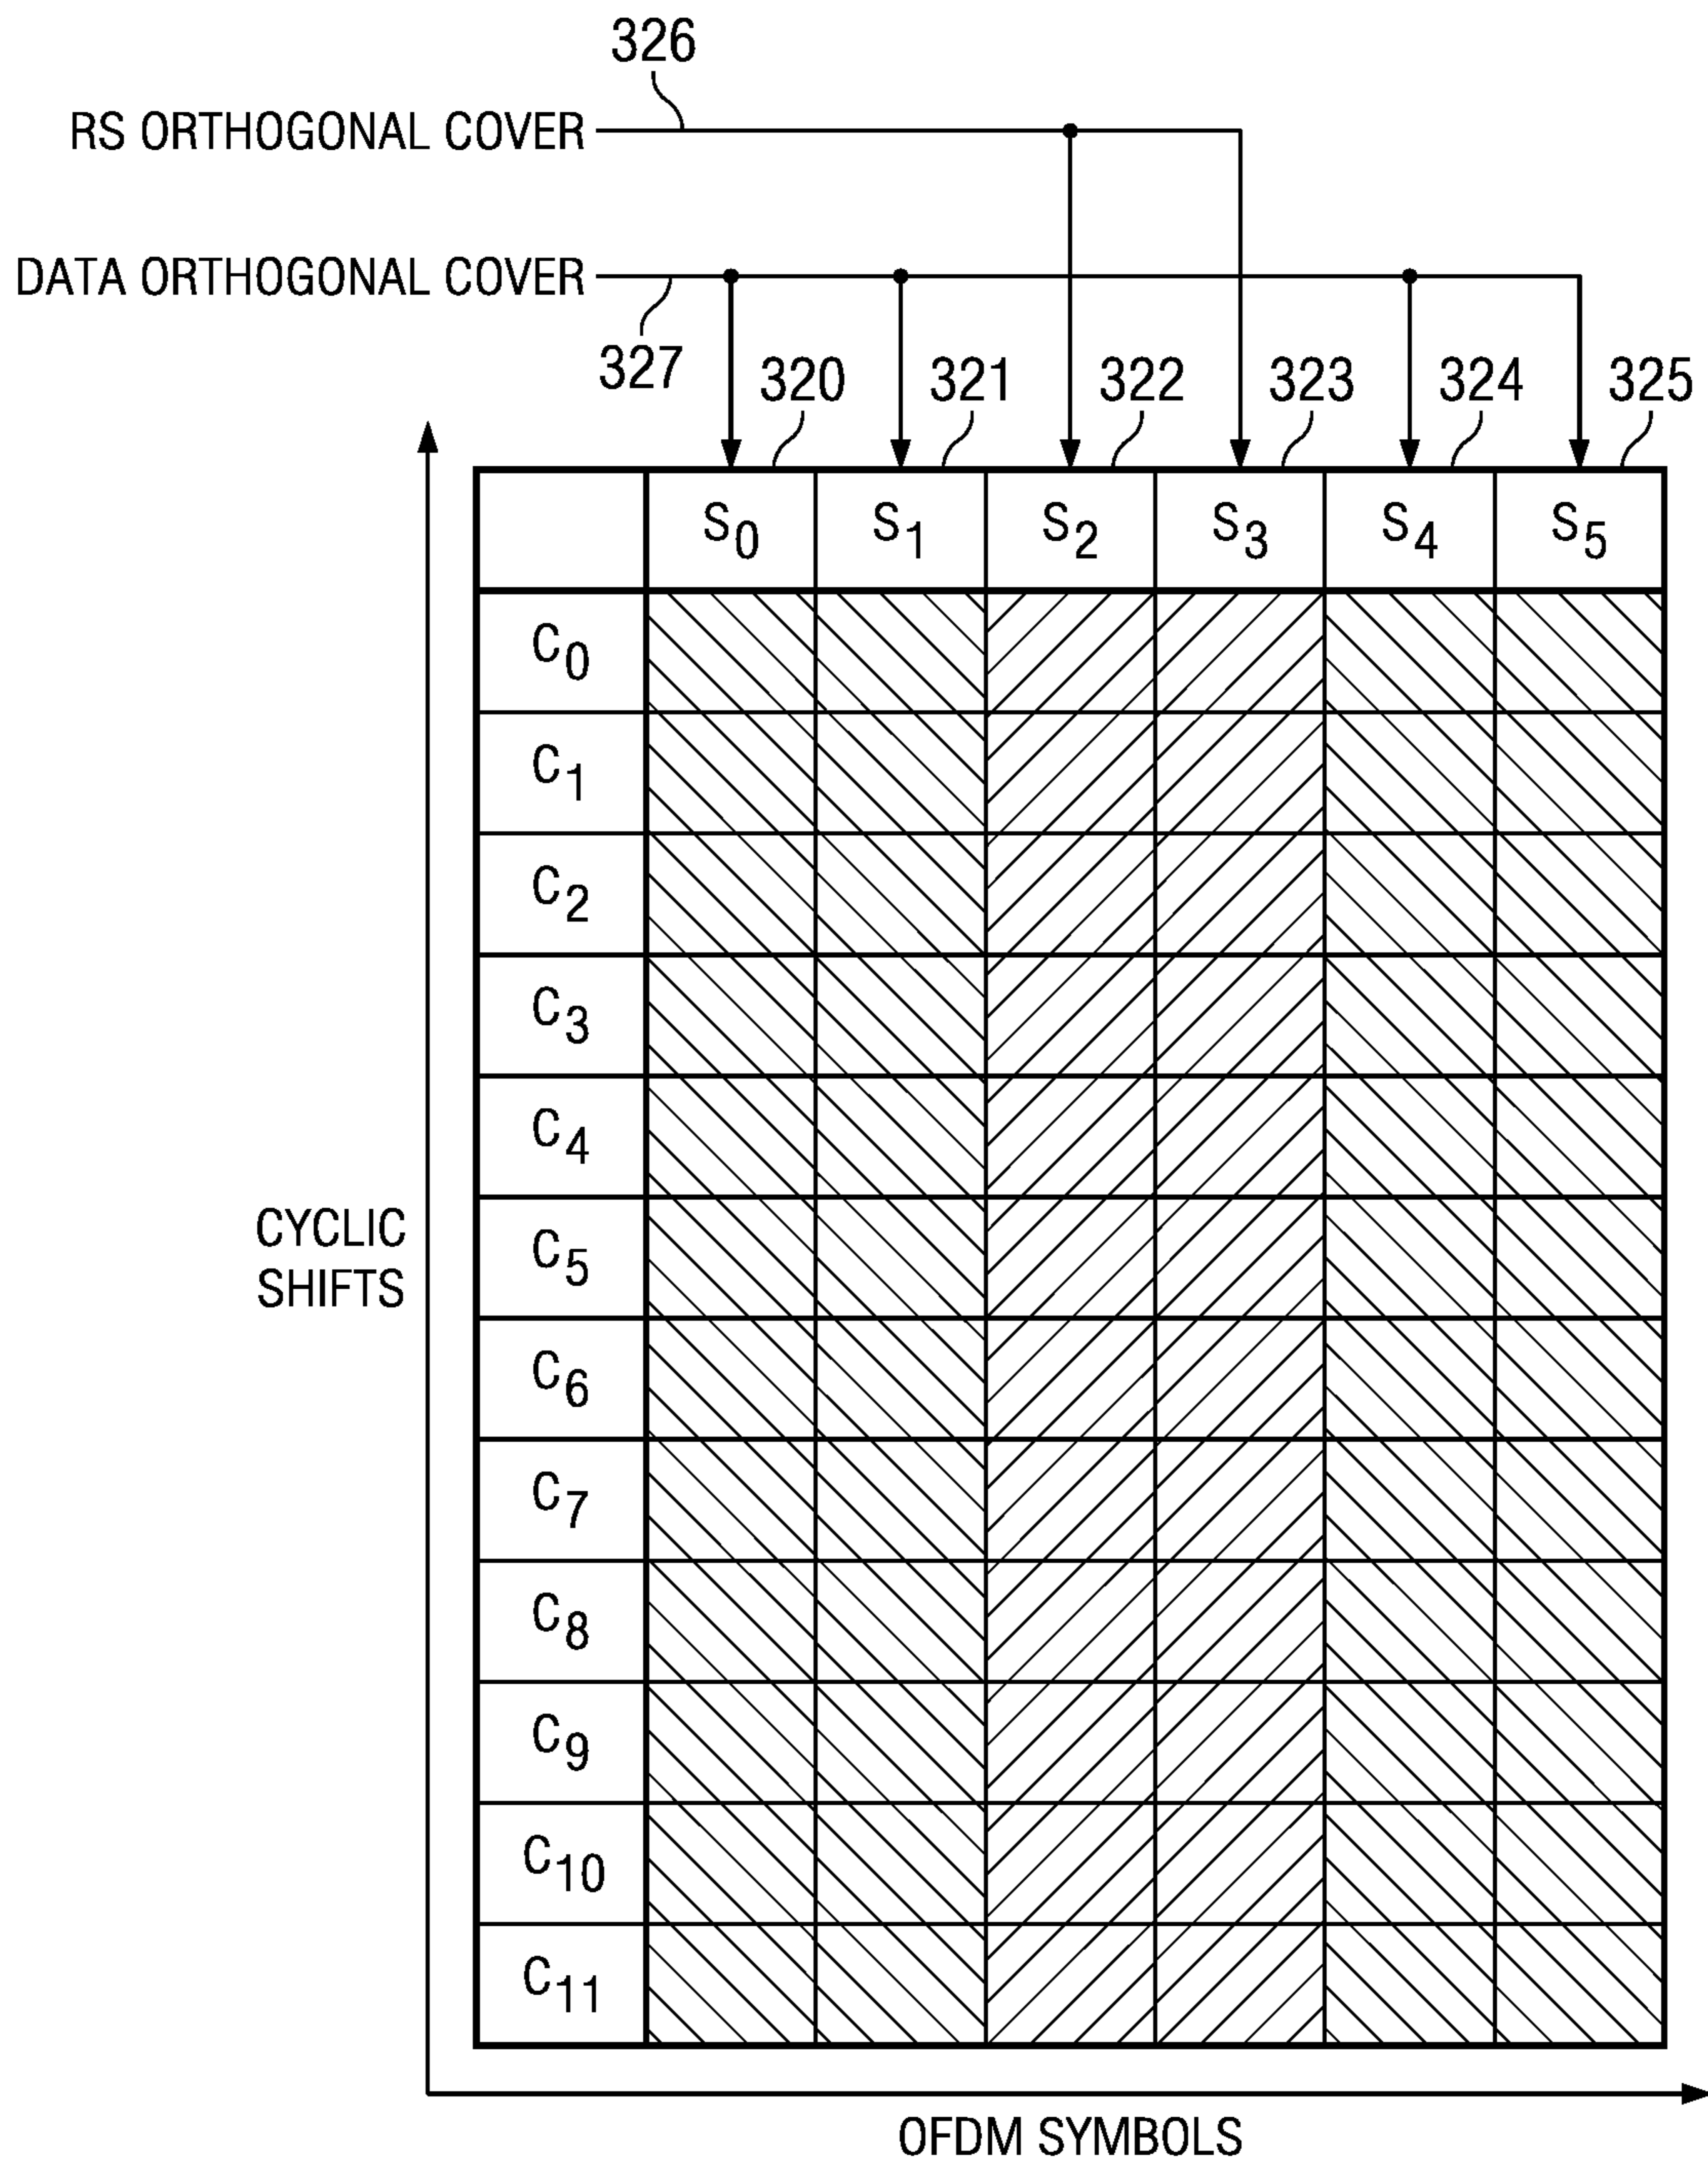 326
RS ORTHOGONAL COVER
DATA ORTHOGONAL COVER
327 320 321 322 323 324 325
S0 S1 S2 S3 S4 S5
C0
C1
C2
C3
C4
C5
CYCLIC
SHIFTS
C6
C7
C8
C9
C10
C11
OFDM SYMBOLS